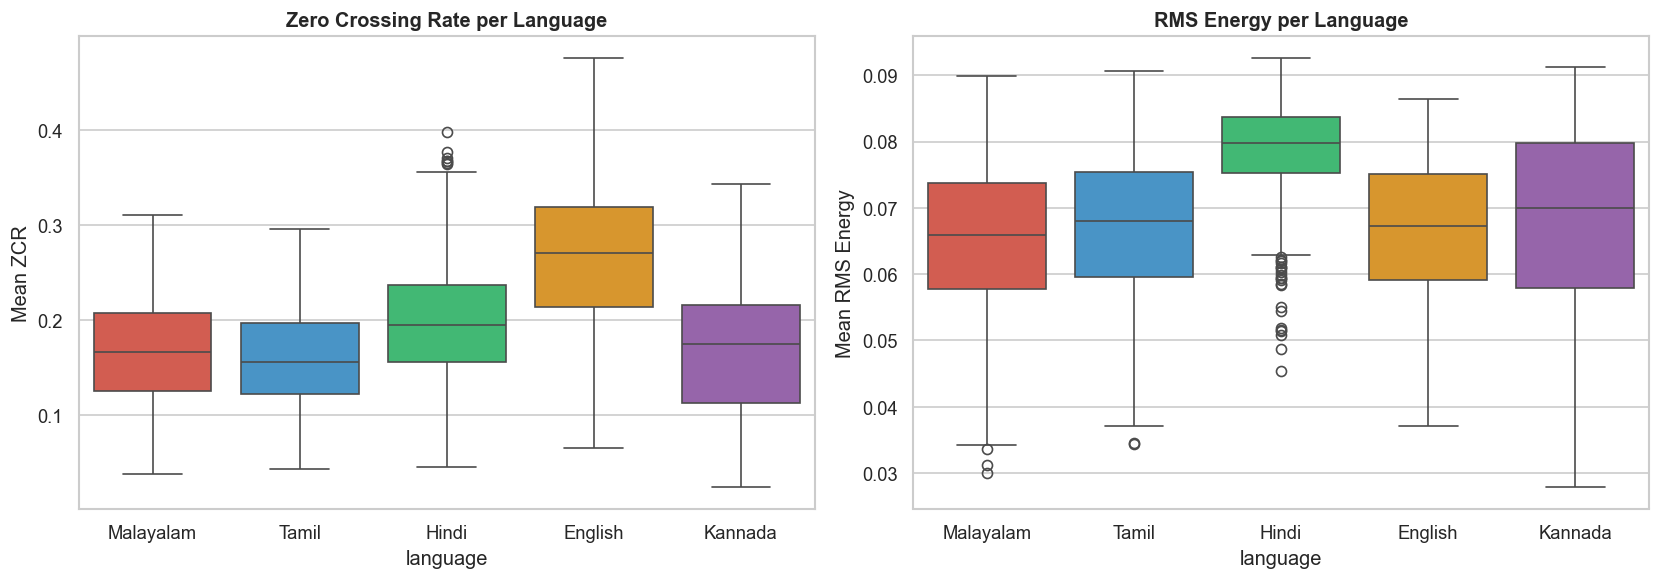 Zero Crossing Rate per Language
Mean ZCR
0.4
0.3
0.2
0.1
Malayalam Tamil Hindi English Kannada
language
RMS Energy per Language
Mean RMS Energy
0.09
0.08
0.07
0.06
0.05
0.04
0.03
Malayalam Tamil Hindi English Kannada
language